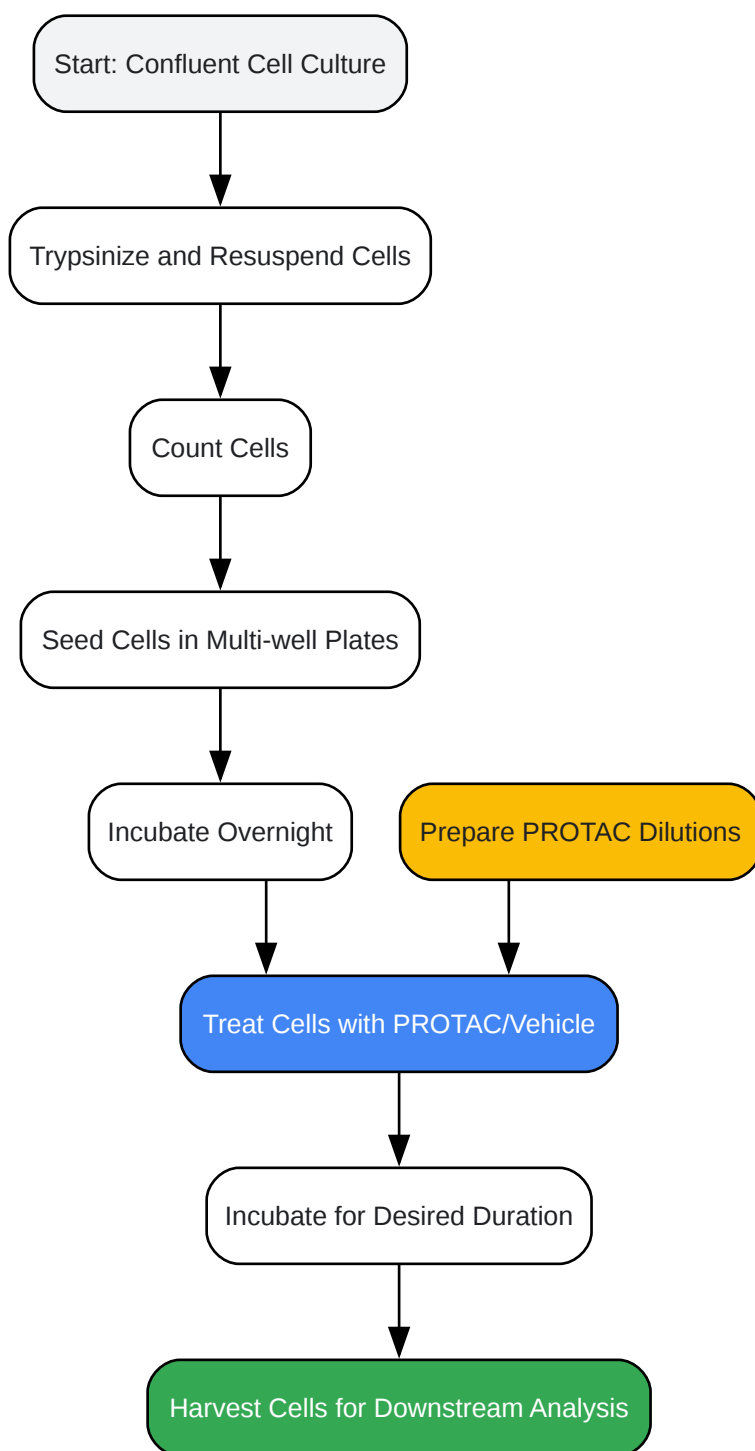 Start: Confluent Cell Culture
Trypsinize and Resuspend Cells
Count Cells
Seed Cells in Multi-well Plates
Incubate Overnight
Prepare PROTAC Dilutions
Treat Cells with PROTAC/Vehicle
Incubate for Desired Duration
Harvest Cells for Downstream Analysis